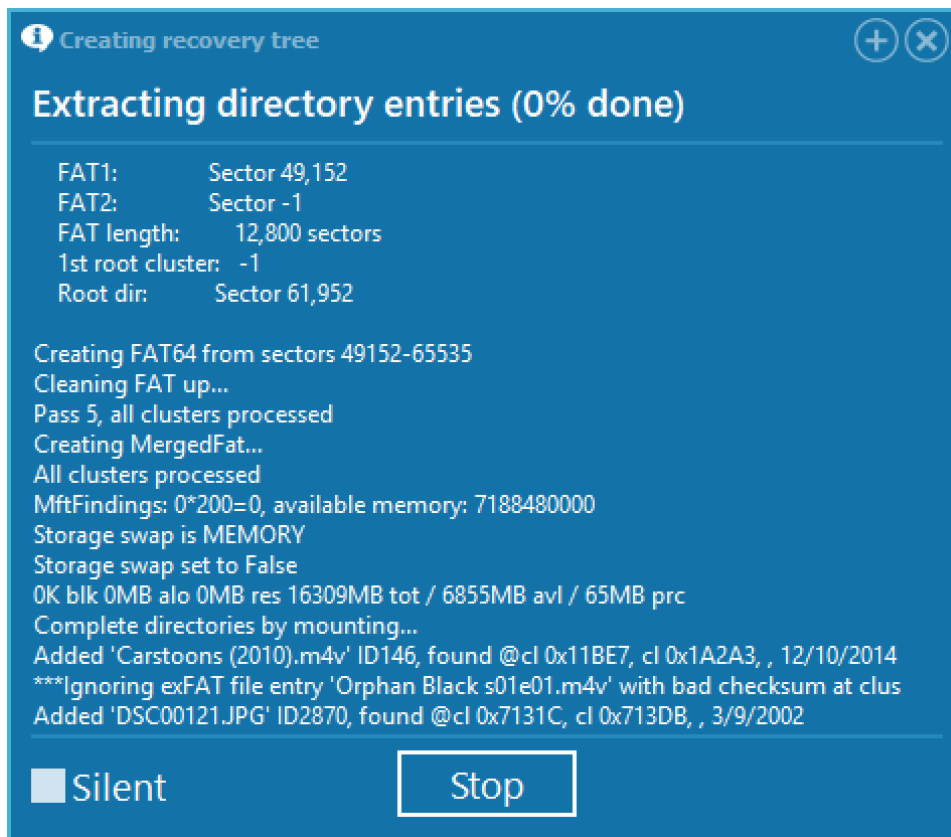 Creating recovery tree
Extracting directory entries (0% done)
FAT1: Sector 49,152
FAT2: Sector -1
FAT length: 12,800 sectors
1st root cluster: -1
Root dir: Sector 61,952
Creating FAT64 from sectors 49152-65535
Cleaning FAT up...
Pass 5, all clusters processed
Creating MergedFat...
All clusters processed
MftFindings: 0*200=0, available memory: 7188480000
Storage swap is MEMORY
Storage swap set to False
0K blk 0MB alo 0MB res 16309MB tot / 6855MB avl / 65MB prc
Complete directories by mounting...
Added 'Carstoons (2010).m4v' ID146, found @cl 0x11BE7, cl 0x1A2A3, , 12/10/2014
***Ignoring exFAT file entry 'Orphan Black s01e01.m4v' with bad checksum at clus
Added 'DSC00121.JPG' ID2870, found @cl 0x7131C, cl 0x713DB, , 3/9/2002
Silent
Stop